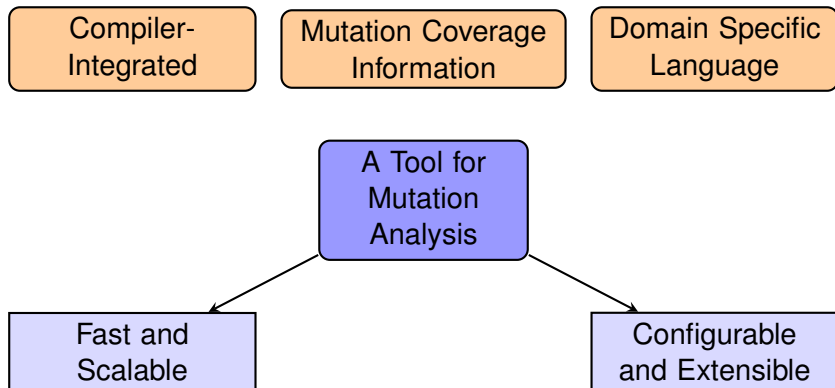 Compiler-
Integrated
Mutation Coverage
Information
Domain Specific
Language
A Tool for
Mutation
Analysis
Fast and
Scalable
Configurable
and Extensible